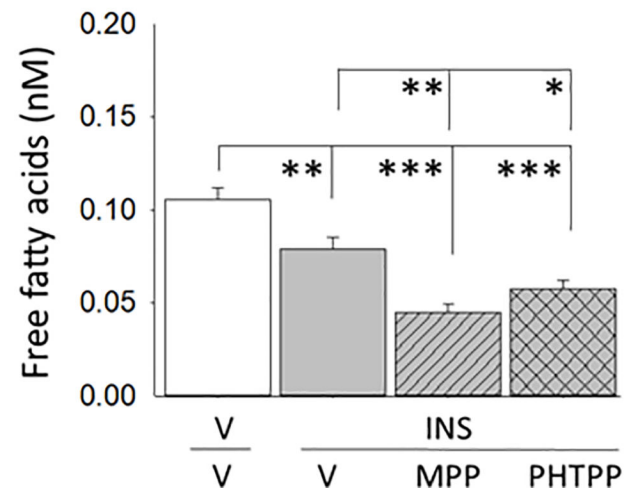 Free fatty acids (nM)
0.20
0.15
0.10
0.05
0.00
** *
** *** ***
V INS
V V MPP PHTPP